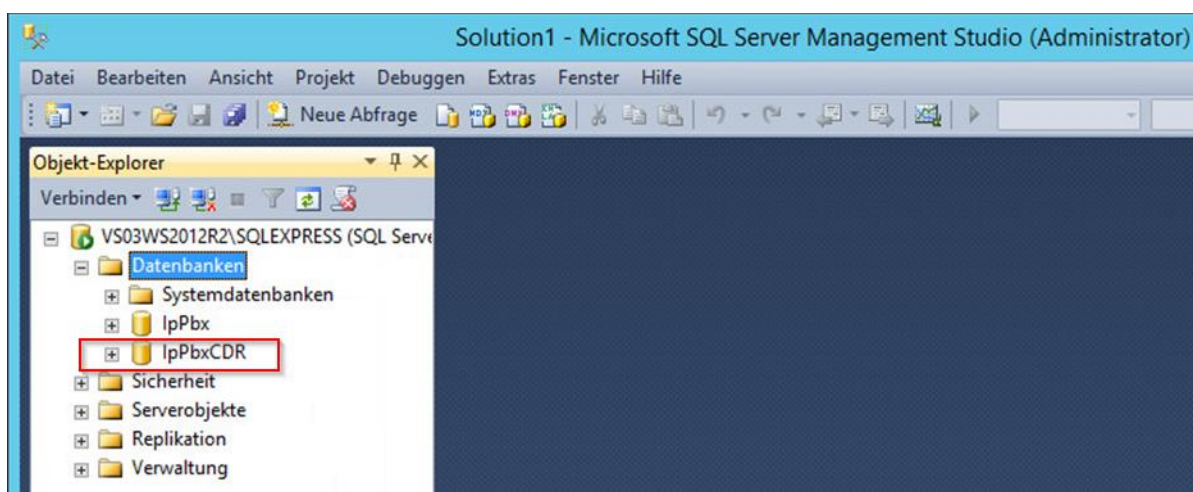 Solution1 - Microsoft SQL Server Management Studio (Administrator)
Datei Bearbeiten Ansicht Projekt Debuggen Extras Fenster Hilfe
Neue Abfrage
Objekt-Explorer
Verbinden
VS03WS2012R2\SQLEXPRESS (SQL Serve
Datenbanken
Systemdatenbanken
IpPbx
IpPbxCDR
Sicherheit
Serverobjekte
Replikation
Verwaltung